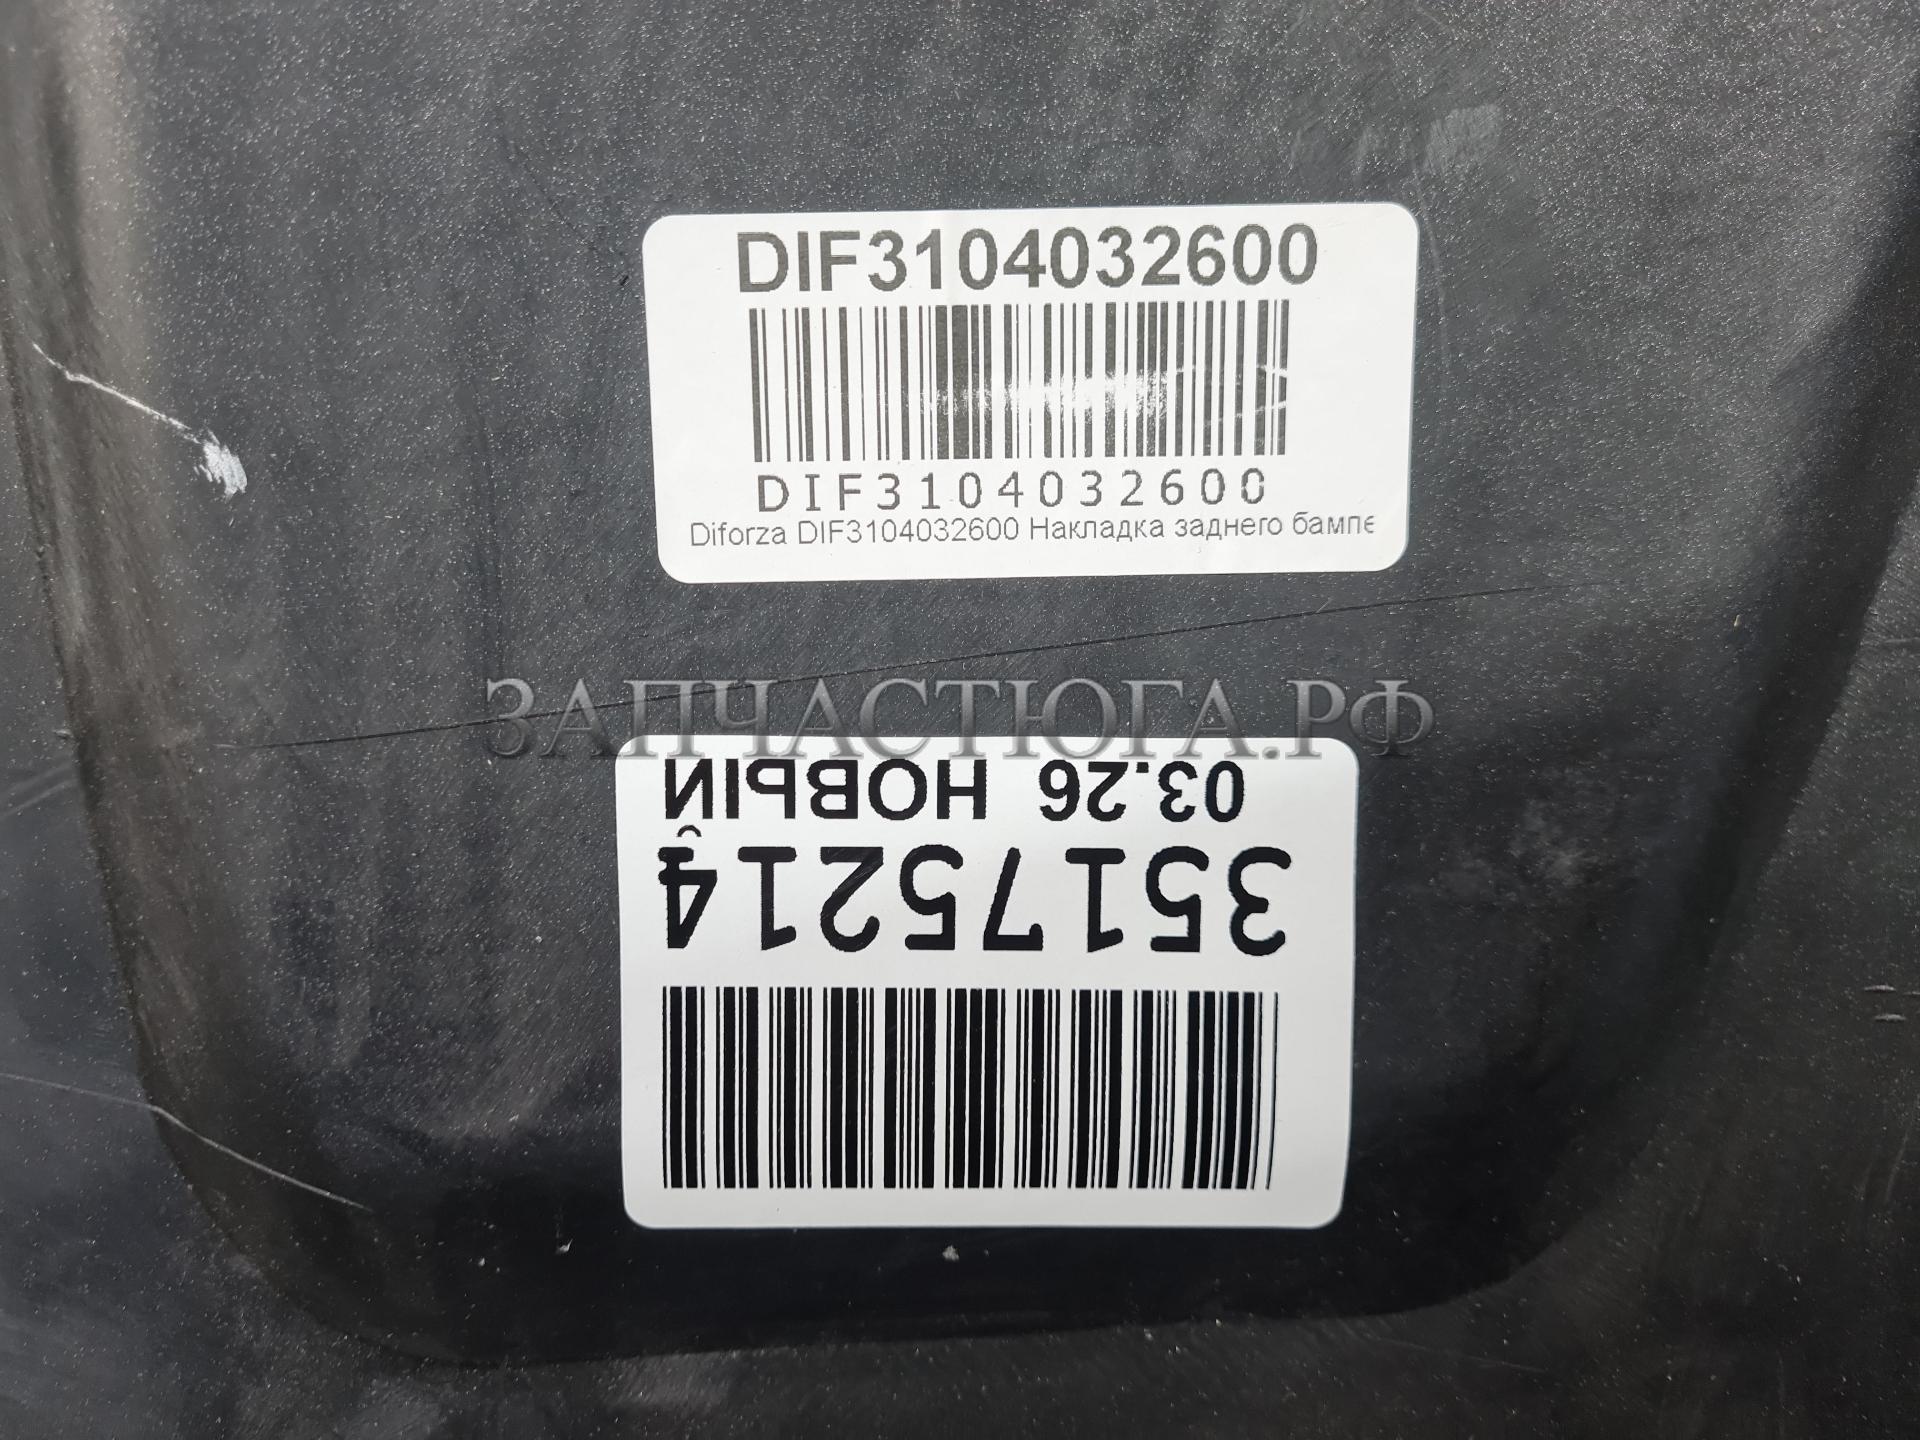 DIF3104032600
DIF3104032600
Diforza DIF3104032600 Накладка заднего бампе
ЗАПЧАСТЮГА.РФ
35175214
03.26 НОВЫЙ